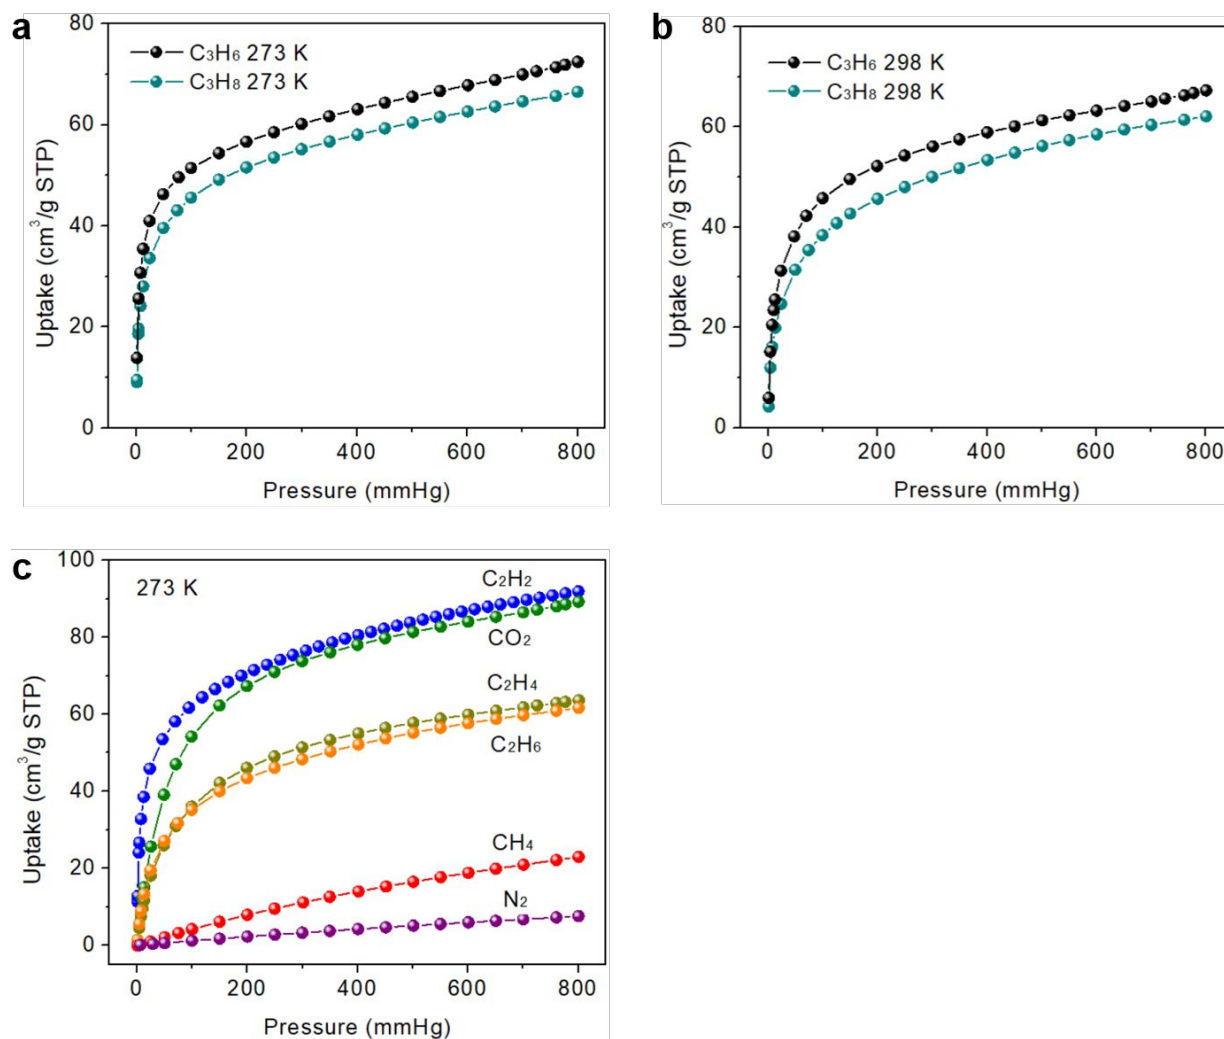 a
C₃H₆ 273 K
C₃H₈ 273 K
Uptake (cm³/g STP)
80
60
40
20
0
0 200 400 600 800
Pressure (mmHg)
b
C₃H₆ 298 K
C₃H₈ 298 K
Uptake (cm³/g STP)
80
60
40
20
0
0 200 400 600 800
Pressure (mmHg)
c
273 K
C₂H₂
CO₂
C₂H₄
C₂H₆
CH₄
N₂
Uptake (cm³/g STP)
100
80
60
40
20
0
0 200 400 600 800
Pressure (mmHg)